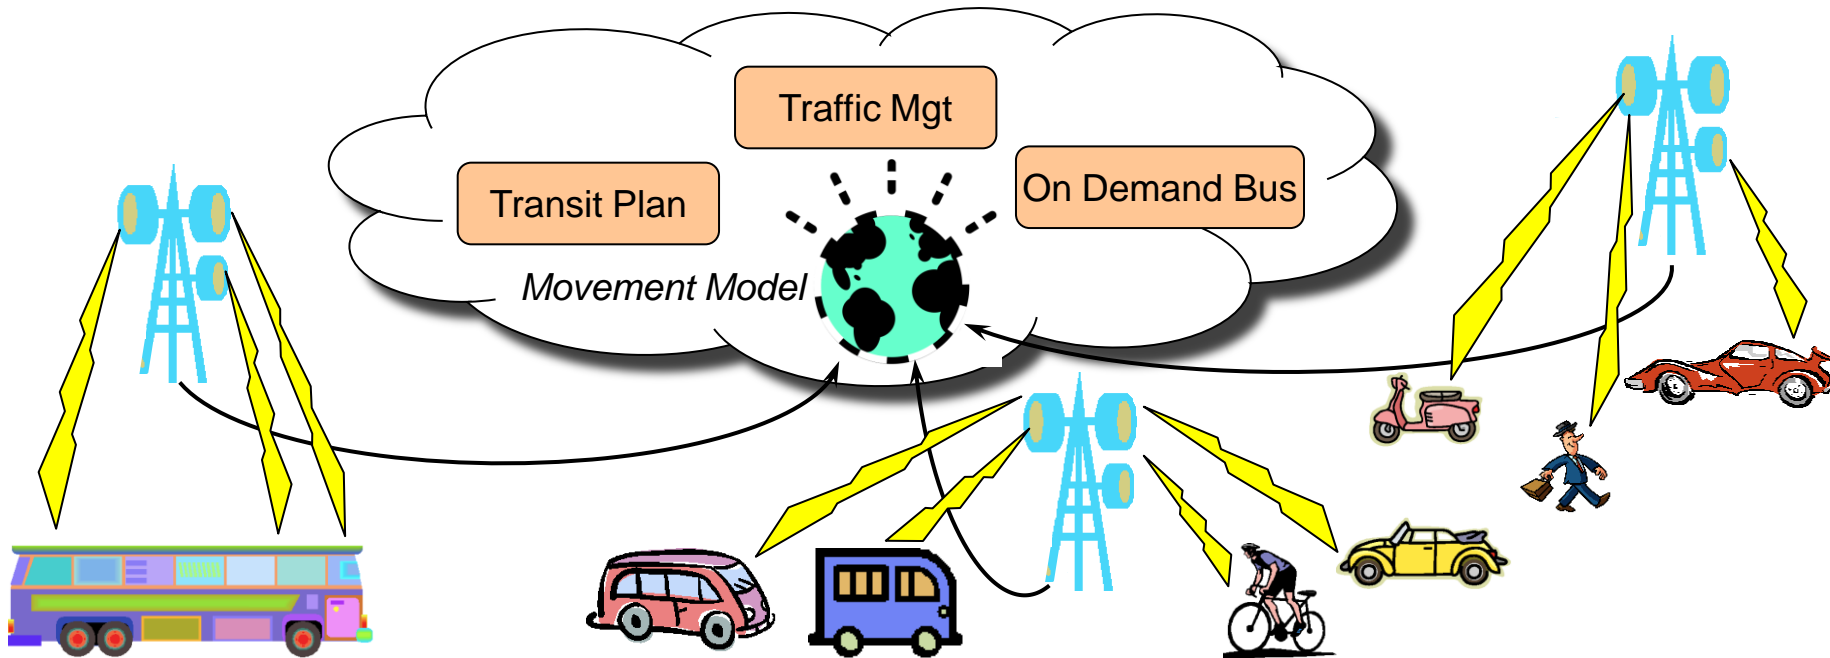 Traffic Mgt
Transit Plan
On Demand Bus
Movement Model